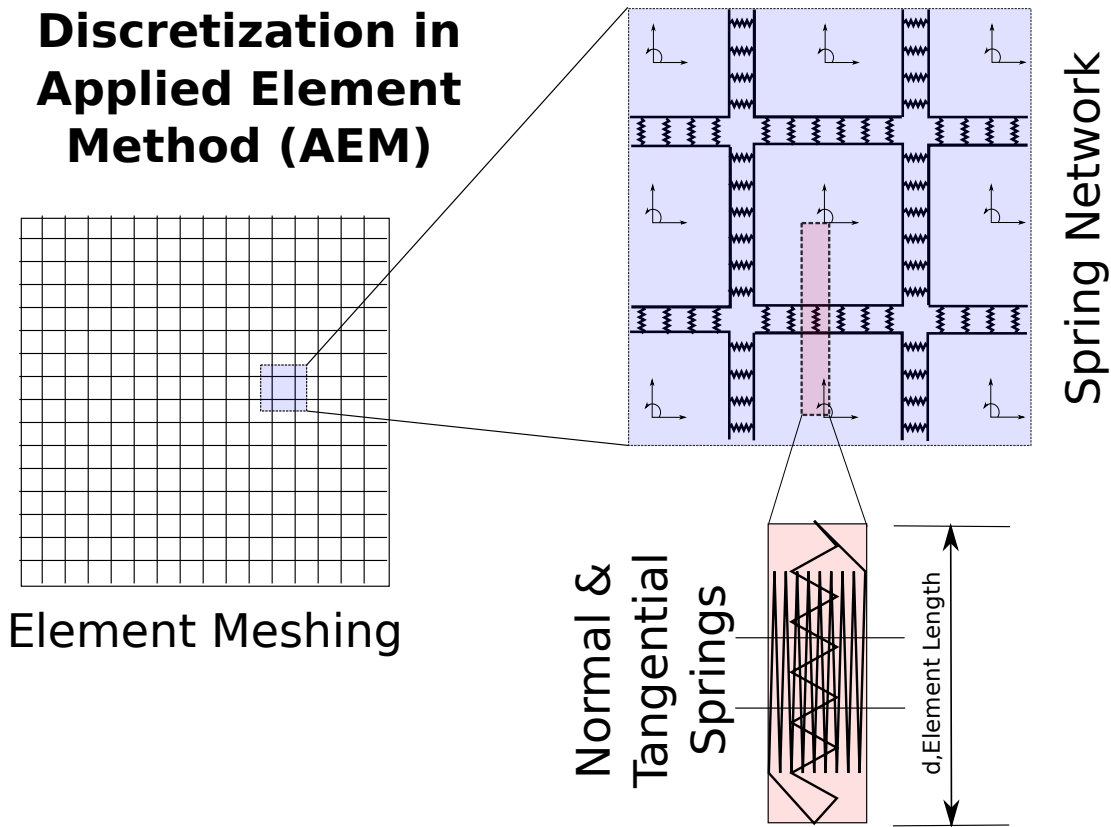 Discretization in
Applied Element
Method (AEM)
Element Meshing
Spring Network
Normal &
Tangential
Springs
d,Element Length